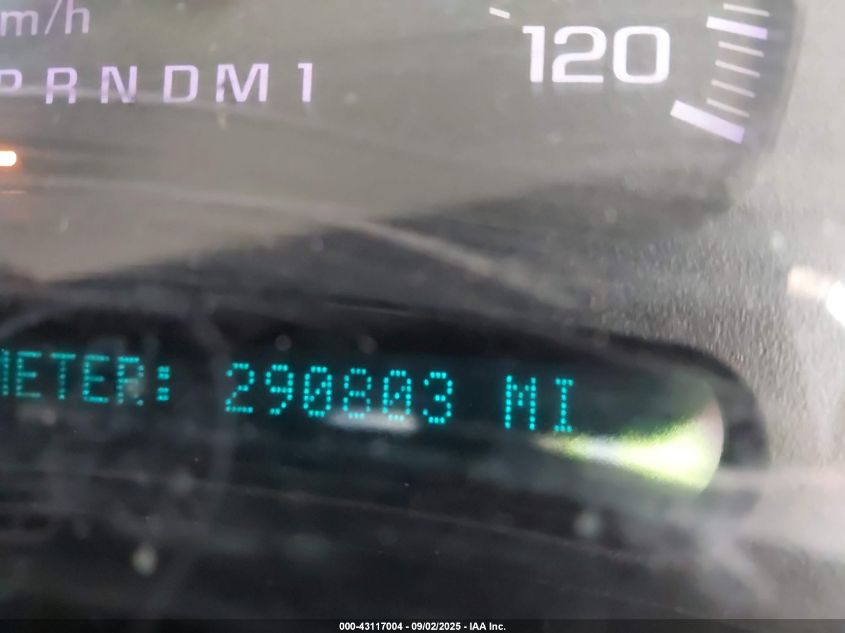 m/h
120
PRNDM1
METER: 290803 MI
000-43117004 - 09/02/2025 - IAA Inc.